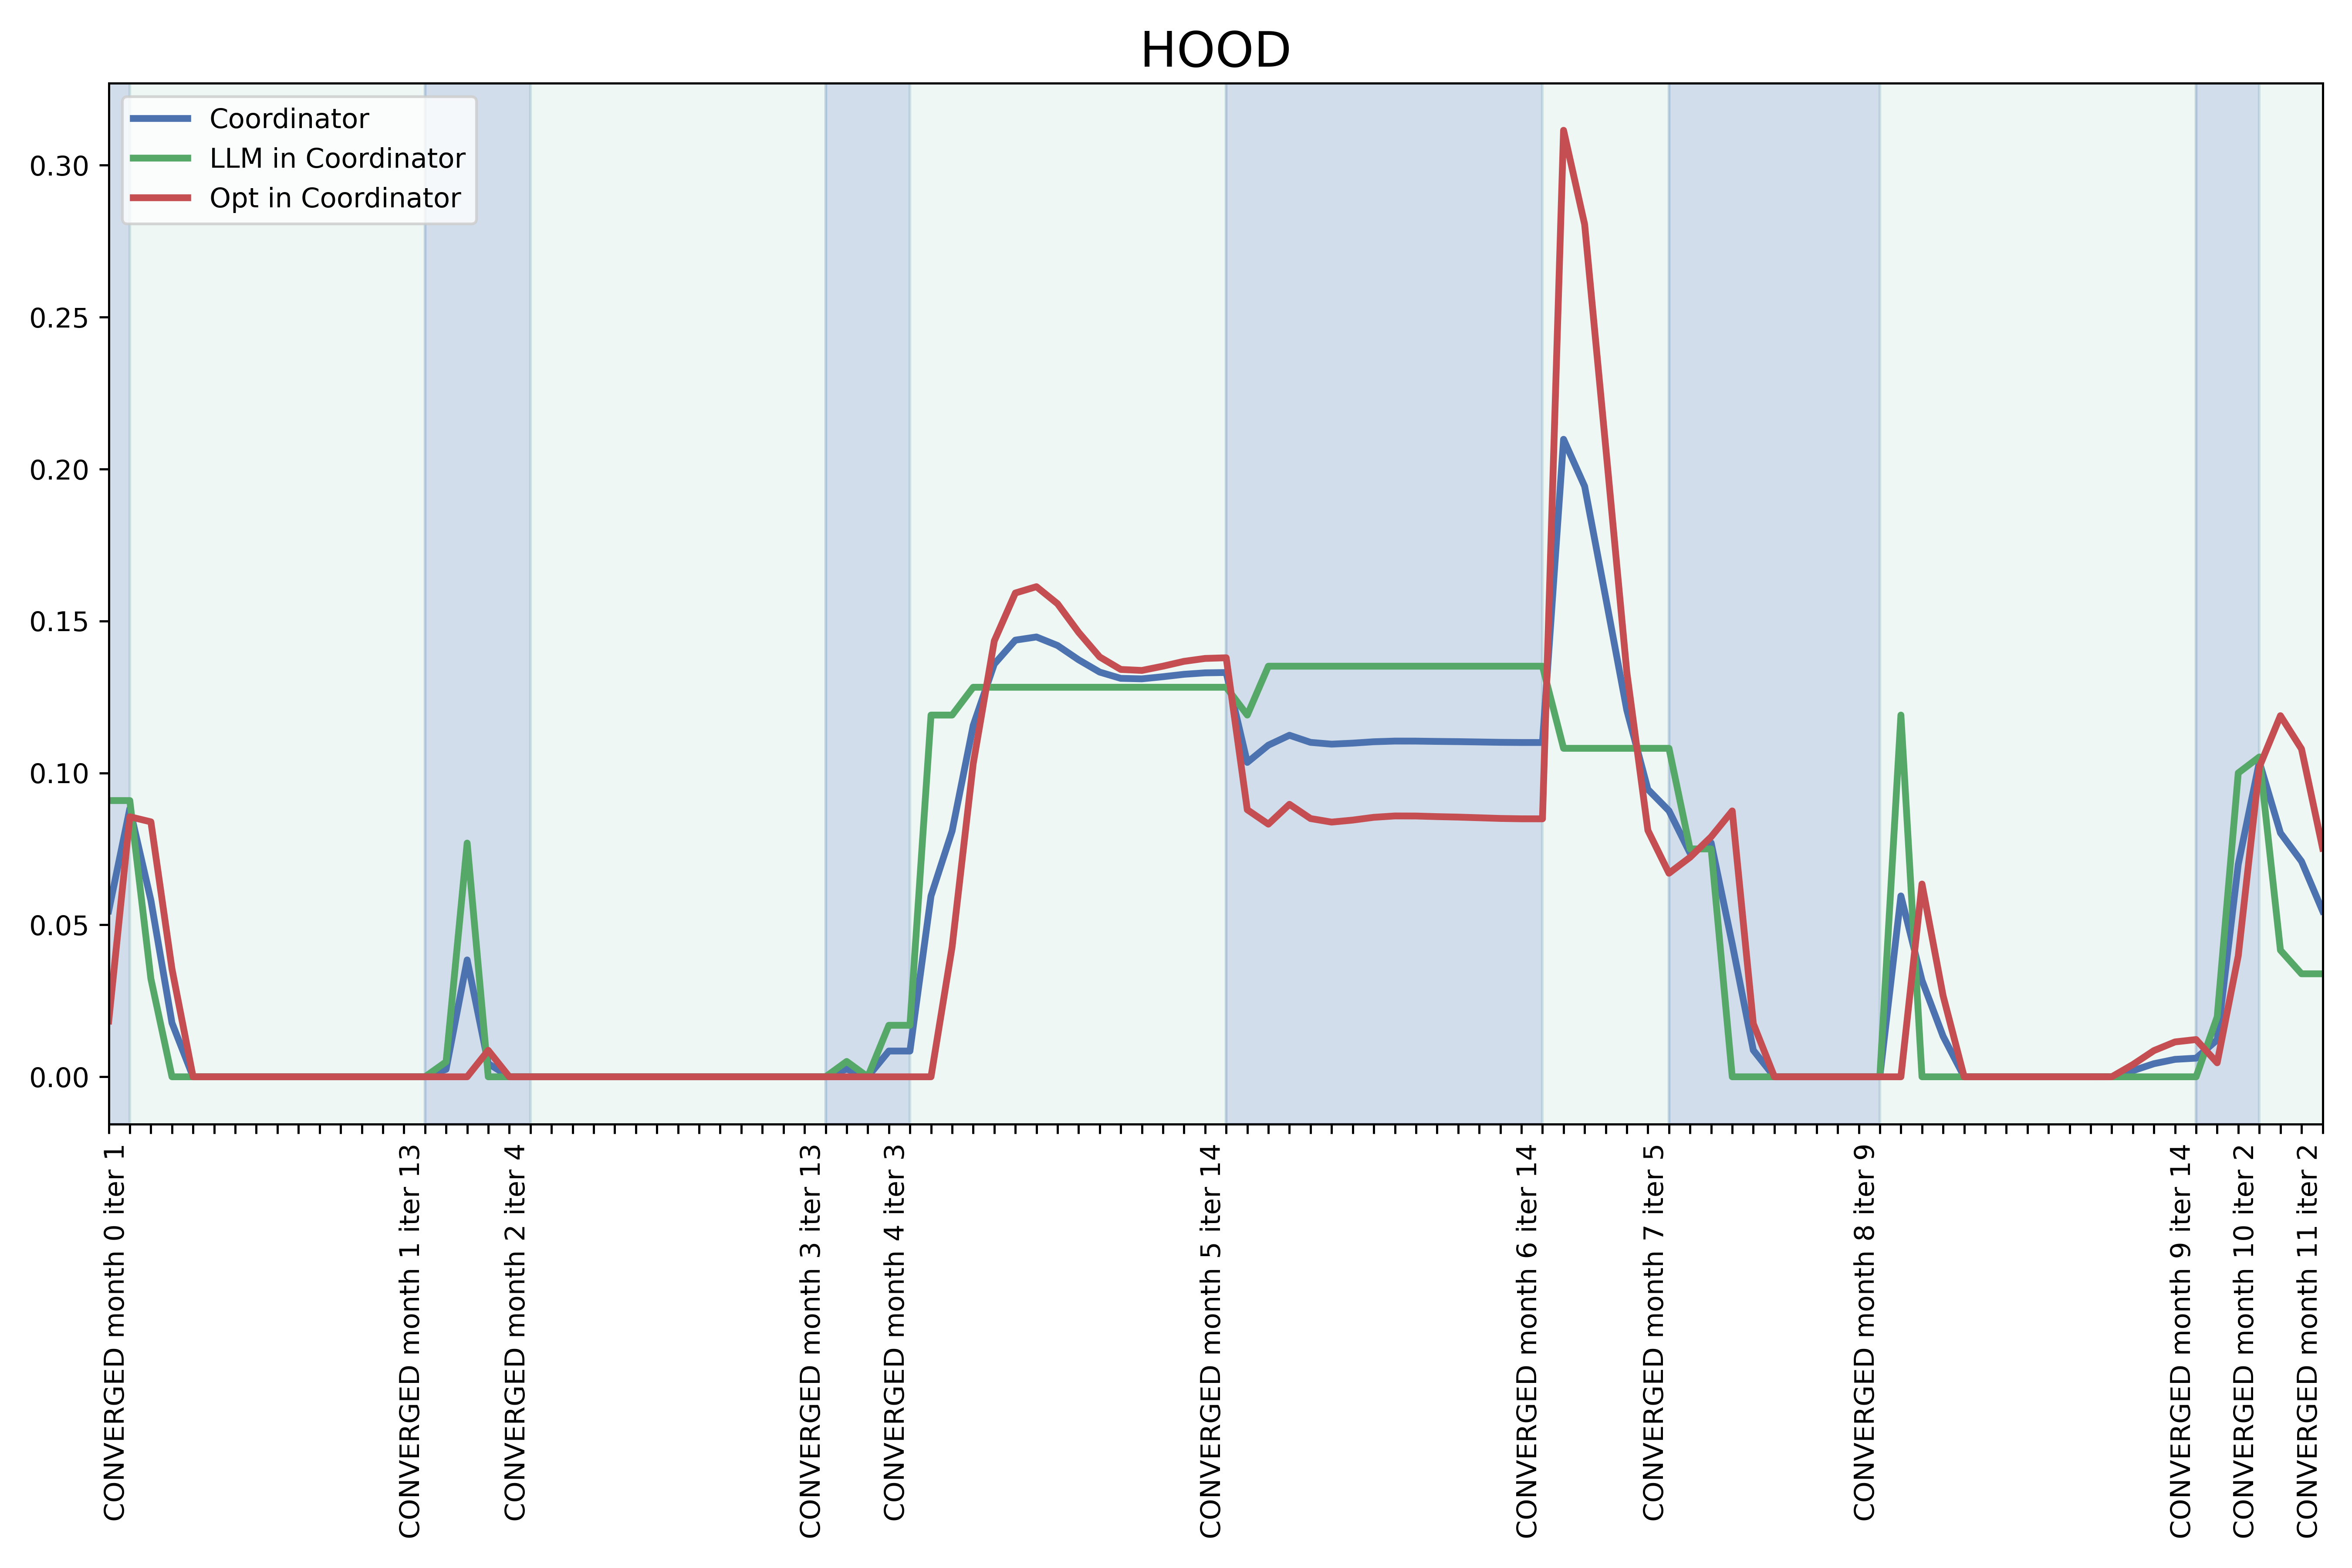 HOOD
Coordinator
LLM in Coordinator
Opt in Coordinator
0.30
0.25
0.20
0.15
0.10
0.05
0.00
CONVERGED month 0 iter 1
CONVERGED month 1 iter 13
CONVERGED month 2 iter 4
CONVERGED month 3 iter 13
CONVERGED month 4 iter 3
CONVERGED month 5 iter 14
CONVERGED month 6 iter 14
CONVERGED month 7 iter 5
CONVERGED month 8 iter 9
CONVERGED month 9 iter 14
CONVERGED month 10 iter 2
CONVERGED month 11 iter 2